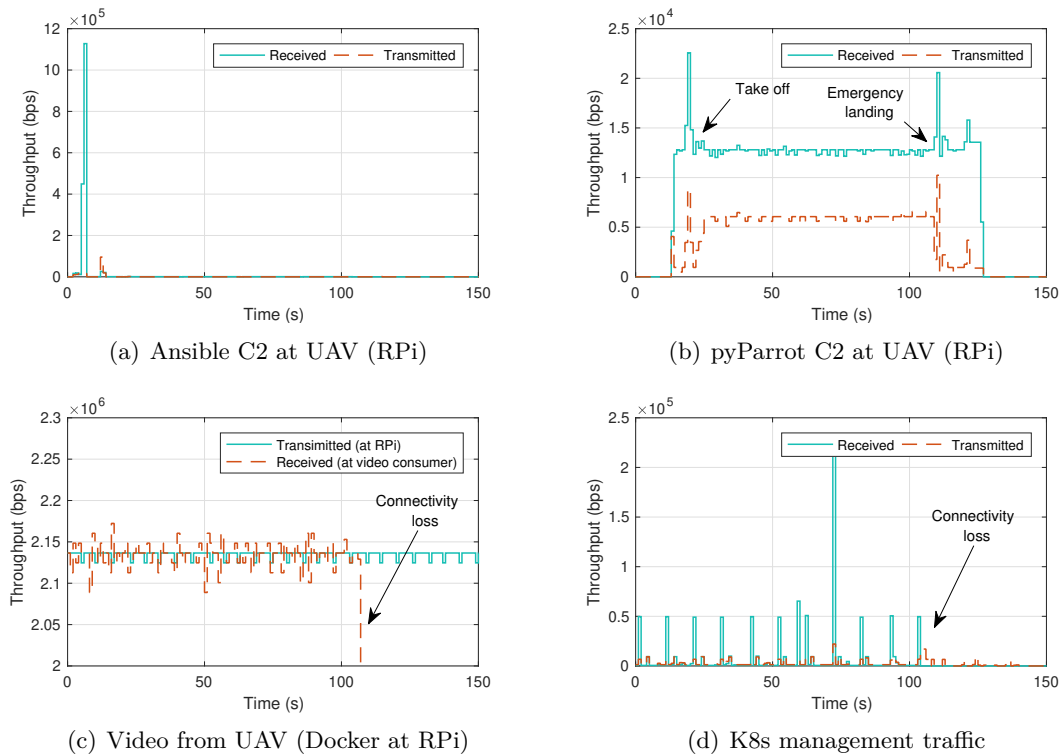 ×10⁵
12
10
8
6
4
2
0
Throughput (bps)
Received
Transmitted
0
50
100
150
Time (s)
(a) Ansible C2 at UAV (RPi)
×10⁴
2.5
2
1.5
1
0.5
0
Throughput (bps)
Received
Transmitted
Take off
Emergency
landing
0
50
100
150
Time (s)
(b) pyParrot C2 at UAV (RPi)
×10⁶
2.3
2.25
2.2
2.15
2.1
2.05
2
Throughput (bps)
Transimitted (at RPi)
Received (at video consumer)
Connectivity
loss
0
50
100
150
Time (s)
(c) Video from UAV (Docker at RPi)
×10⁵
2.5
2
1.5
1
0.5
0
Throughput (bps)
Received
Transmitted
Connectivity
loss
0
50
100
150
Time (s)
(d) K8s management traffic